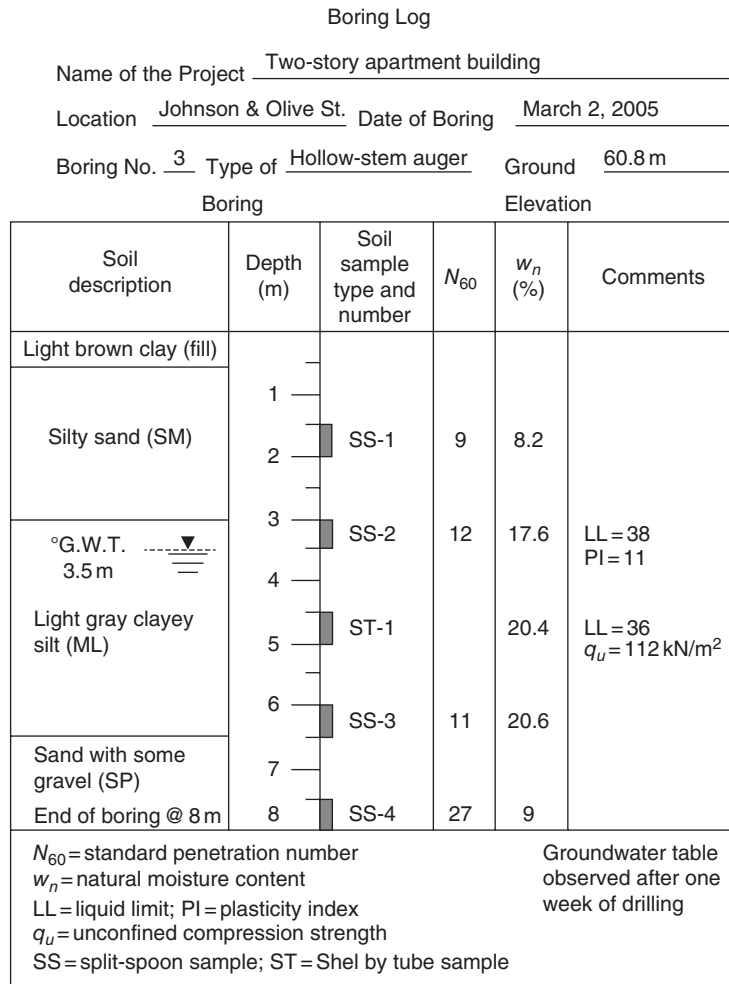 Boring Log
Name of the Project Two-story apartment building
Location Johnson & Olive St. Date of Boring March 2, 2005
Boring No. 3 Type of Hollow-stem auger Ground 60.8 m
Boring Elevation
Soil description Depth (m) Soil sample type and number N60 wn (%) Comments
Light brown clay (fill)
1
Silty sand (SM)
2 SS-1 9 8.2
3 SS-2 12 17.6 LL = 38
°G.W.T. PI = 11
3.5 m
4
Light gray clayey ST-1 20.4 LL = 36
silt (ML) 5 qu = 112 kN/m2
6 SS-3 11 20.6
Sand with some
gravel (SP) 7
End of boring @ 8 m 8 SS-4 27 9
N60 = standard penetration number Groundwater table
wn = natural moisture content observed after one
LL = liquid limit; PI = plasticity index week of drilling
qu = unconfined compression strength
SS = split-spoon sample; ST = Shel by tube sample